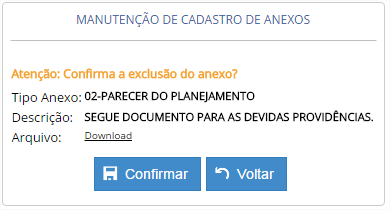 MANUTENÇÃO DE CADASTRO DE ANEXOS
Atenção: Confirma a exclusão do anexo?
Tipo Anexo: 02-PARECER DO PLANEJAMENTO
Descrição: SEGUE DOCUMENTO PARA AS DEVIDAS PROVIDÊNCIAS.
Arquivo: Download
Confirmar Voltar